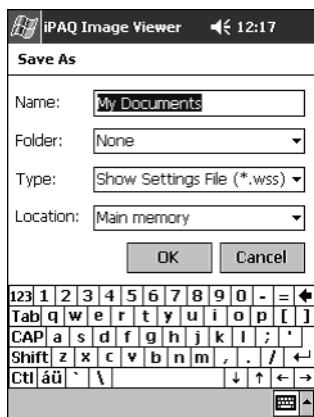 iPAQ Image Viewer 12:17
Save As
Name: My Documents
Folder: None
Type: Show Settings File (*.wss)
Location: Main memory
OK Cancel
123 1 2 3 4 5 6 7 8 9 0 - =
Tab q w e r t y u i o p [ ]
CAP a s d f g h j k l ; '
Shift z x c v b n m , . /
Ctl áü ` \